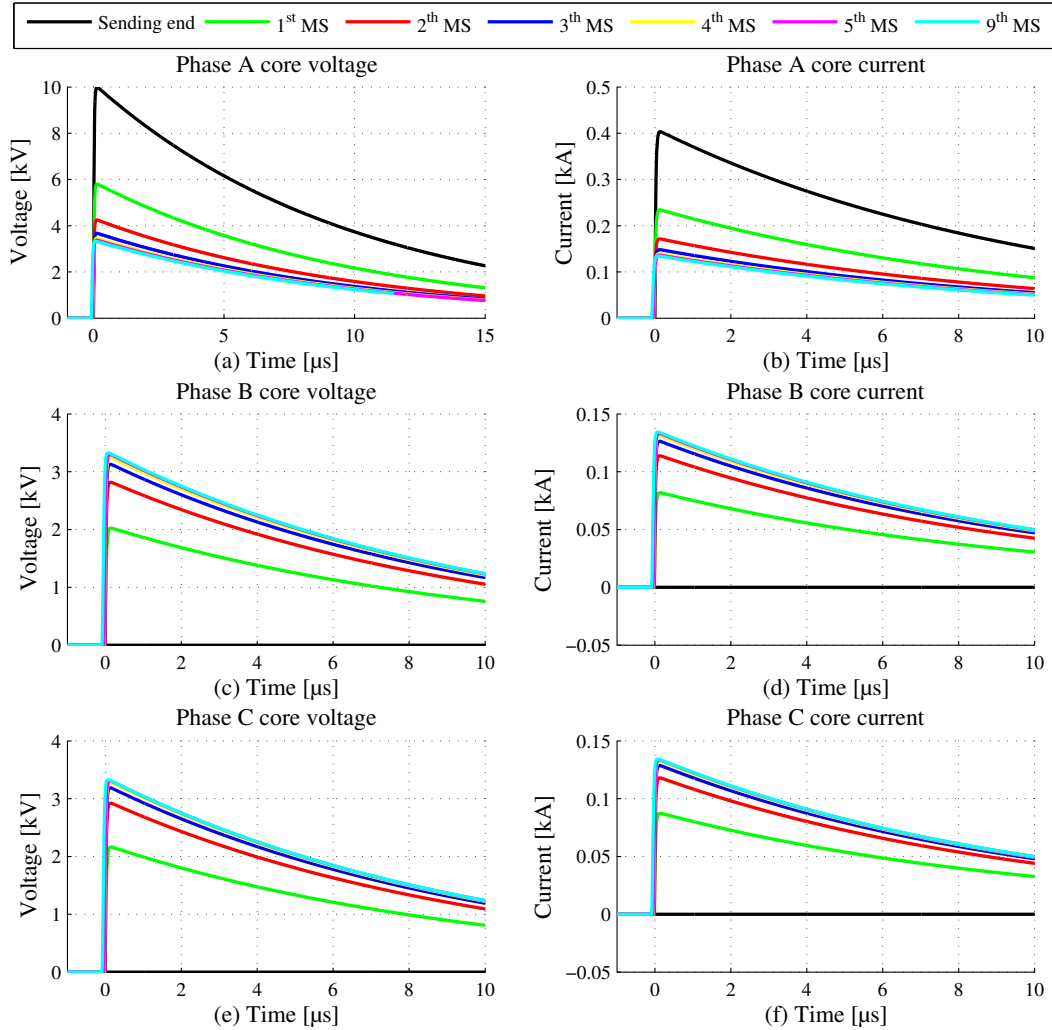 Sending end 1st MS 2th MS 3th MS 4th MS 5th MS 9th MS
Phase A core voltage
Voltage [kV]
10
8
6
4
2
0
0 5 10 15
(a) Time [µs]
Phase A core current
Current [kA]
0.5
0.4
0.3
0.2
0.1
0
0 2 4 6 8 10
(b) Time [µs]
Phase B core voltage
Voltage [kV]
4
3
2
1
0
0 2 4 6 8 10
(c) Time [µs]
Phase B core current
Current [kA]
0.15
0.1
0.05
0
−0.05
0 2 4 6 8 10
(d) Time [µs]
Phase C core voltage
Voltage [kV]
4
3
2
1
0
0 2 4 6 8 10
(e) Time [µs]
Phase C core current
Current [kA]
0.15
0.1
0.05
0
−0.05
0 2 4 6 8 10
(f) Time [µs]